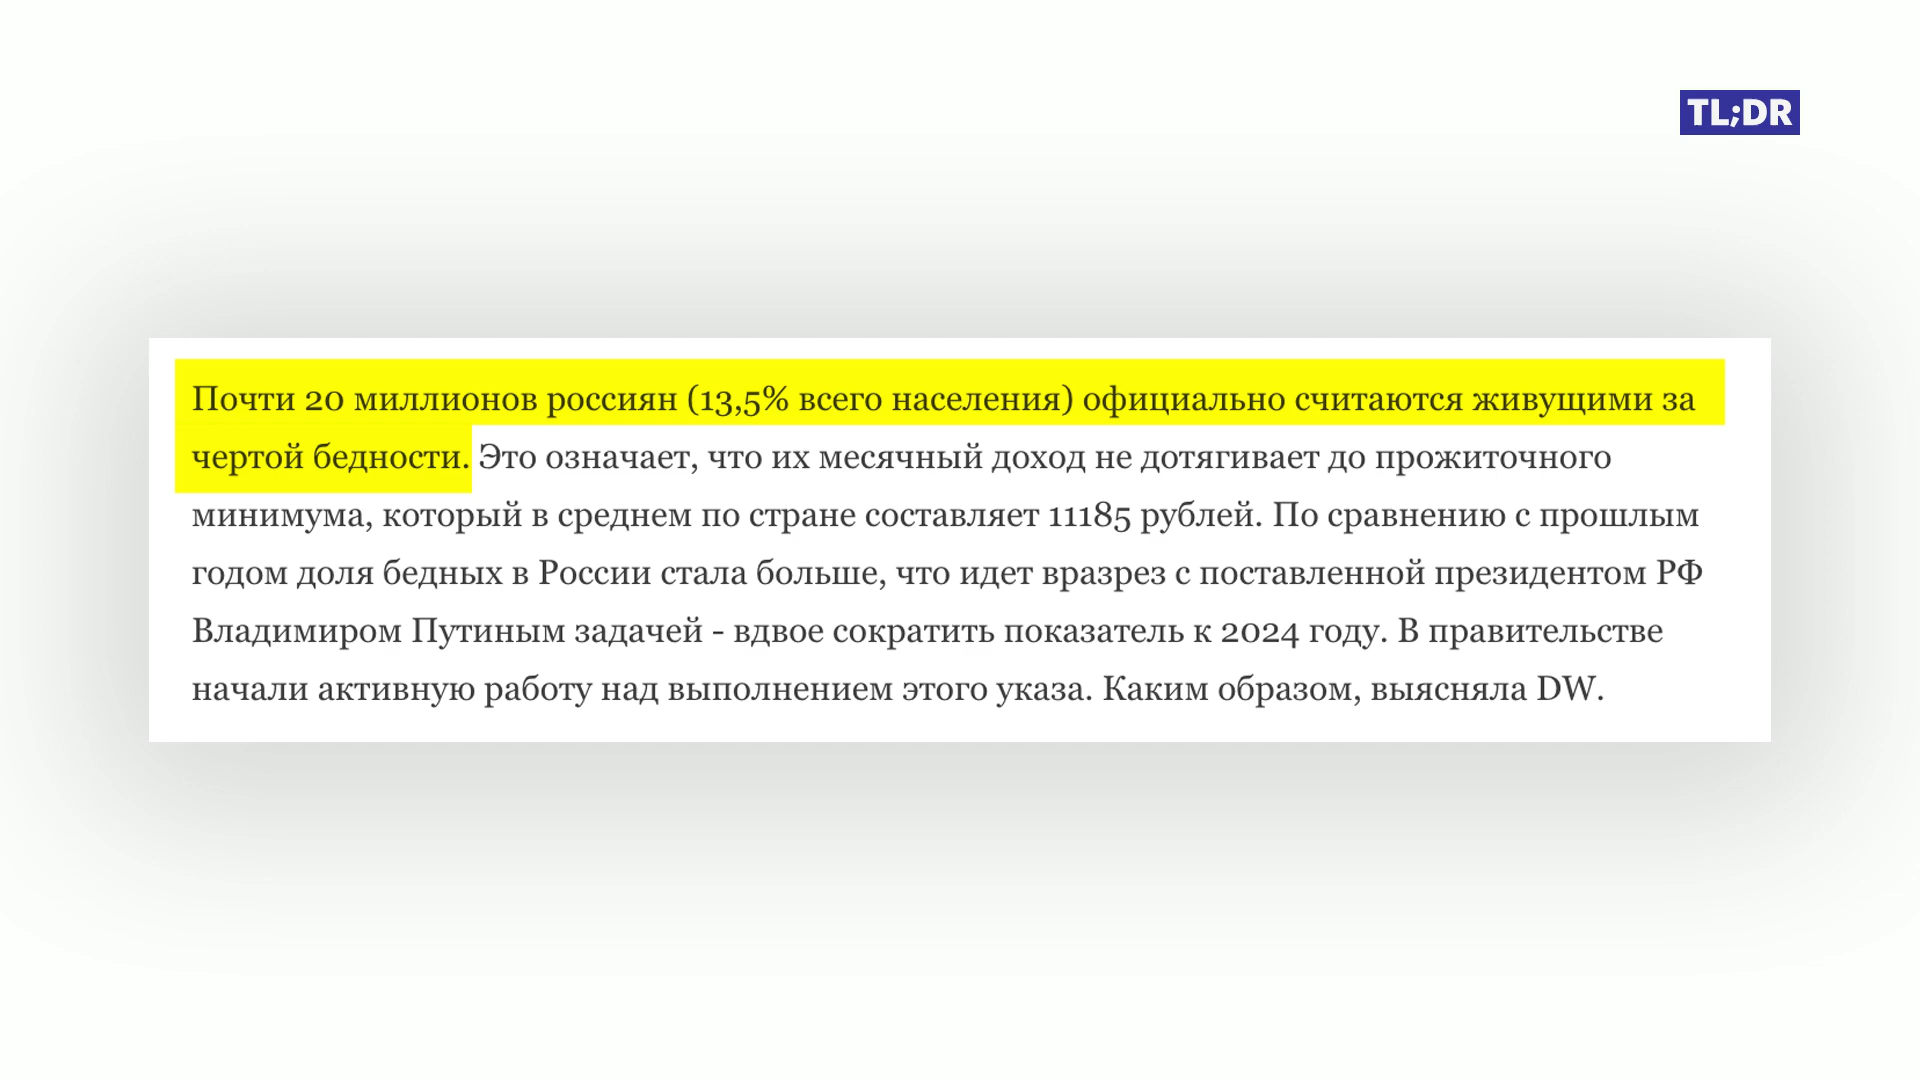 TL;DR
Почти 20 миллионов россиян (13,5% всего населения) официально считаются живущими за
чертой бедности. Это означает, что их месячный доход не дотягивает до прожиточного
минимума, который в среднем по стране составляет 11185 рублей. По сравнению с прошлым
годом доля бедных в России стала больше, что идет вразрез с поставленной президентом РФ
Владимиром Путиным задачей - вдвое сократить показатель к 2024 году. В правительстве
начали активную работу над выполнением этого указа. Каким образом, выясняла DW.